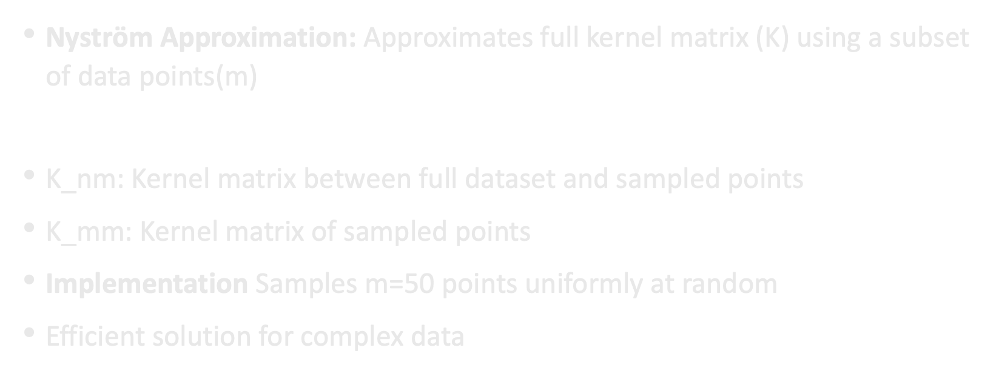 • Nyström Approximation: Approximates full kernel matrix (K) using a subset
of data points(m)
• K_nm: Kernel matrix between full dataset and sampled points
• K_mm: Kernel matrix of sampled points
• Implementation Samples m=50 points uniformly at random
• Efficient solution for complex data